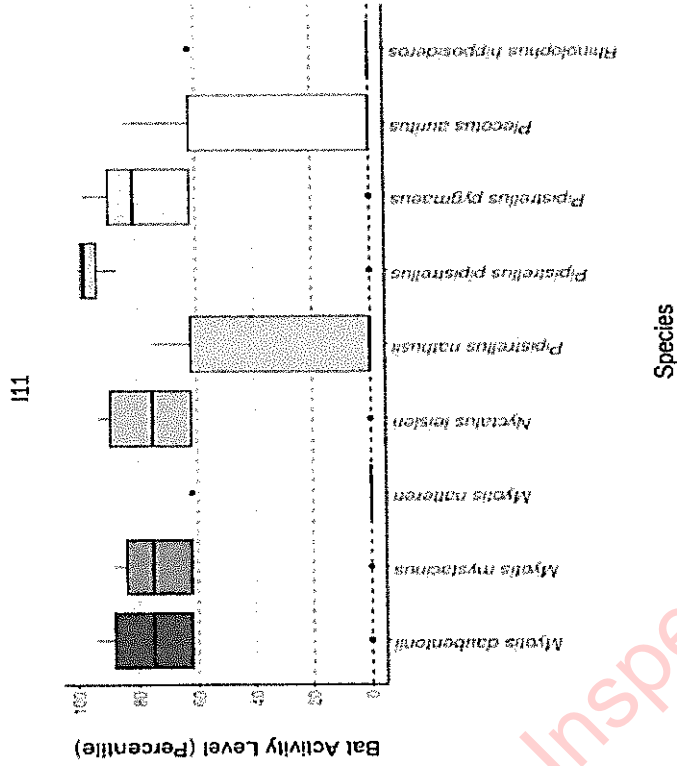 I11
Bat Activity Level (Percentile)
100
80
60
40
20
0
Myotis daubentonii
Myotis mystacinus
Myotis nattereri
Nyctalus leisleri
Pipistrellus nathusii
Pipistrellus pipistrellus
Pipistrellus pygmaeus
Plecotus auritus
Rhinolophus hipposideros
Species
Inspe